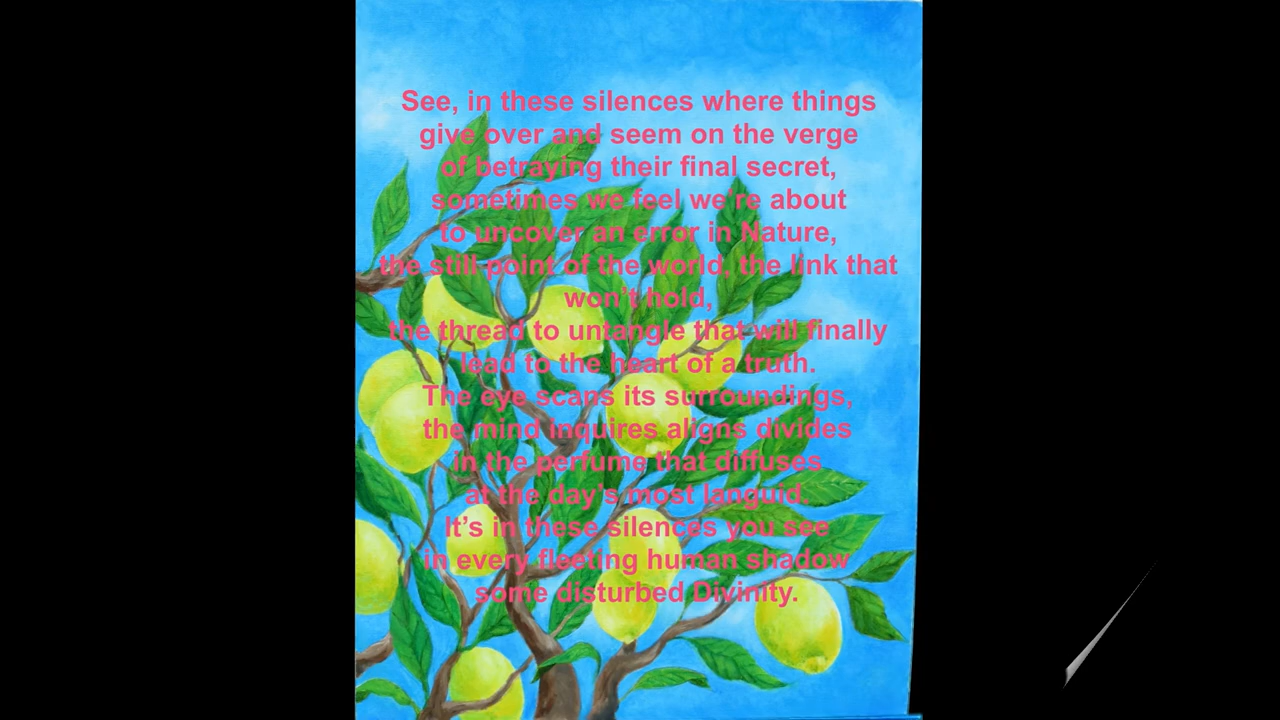 See, in these silences where things
give over and seem on the verge
of betraying their final secret,
sometimes we feel we're about
to uncover an error in Nature,
the still point of the world, the link that
won't hold,
the thread to untangle that will finally
lead to the heart of a truth.
The eye scans its surroundings,
the mind inquires aligns divides
in the perfume that diffuses
at the day's most languid.
It’s in these silences you see
in every fleeting human shadow
some disturbed Divinity.